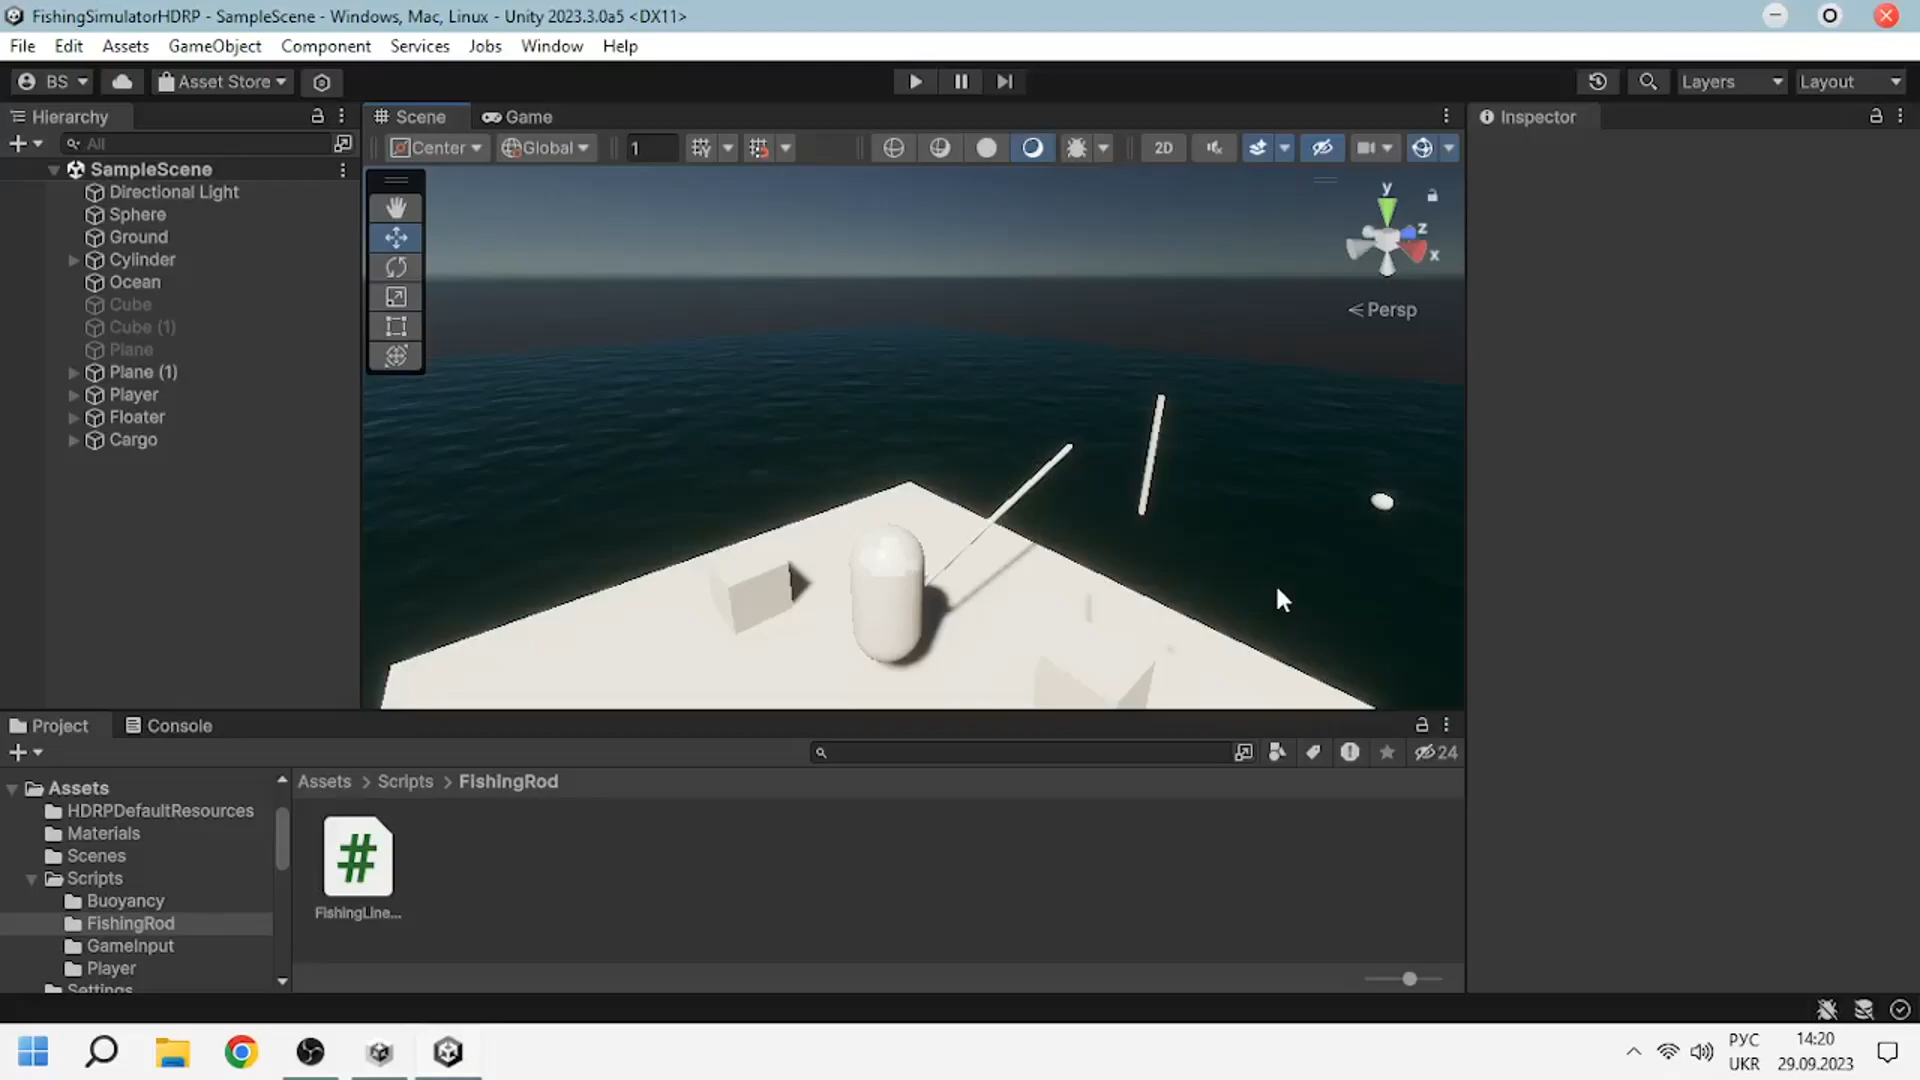 FishingSimulatorHDRP - SampleScene - Windows, Mac, Linux - Unity 2023.3.0a5 <DX11>
File Edit Assets GameObject Component Services Jobs Window Help
BS Asset Store Layers Layout
Hierarchy Scene Game Inspector
All Center Global 1 2D
SampleScene
Directional Light
Sphere
Ground
Cylinder
Ocean
Cube
Cube (1)
Plane
Plane (1)
Player
Floater
Cargo
y
z
x
Persp
Project Console
24
Assets
HDRPDefaultResources
Materials
Scenes
Scripts
Buoyancy
FishingRod
GameInput
Player
Settings
Assets > Scripts > FishingRod
#
FishingLine...
РУС
UKR
14:20
29.09.2023